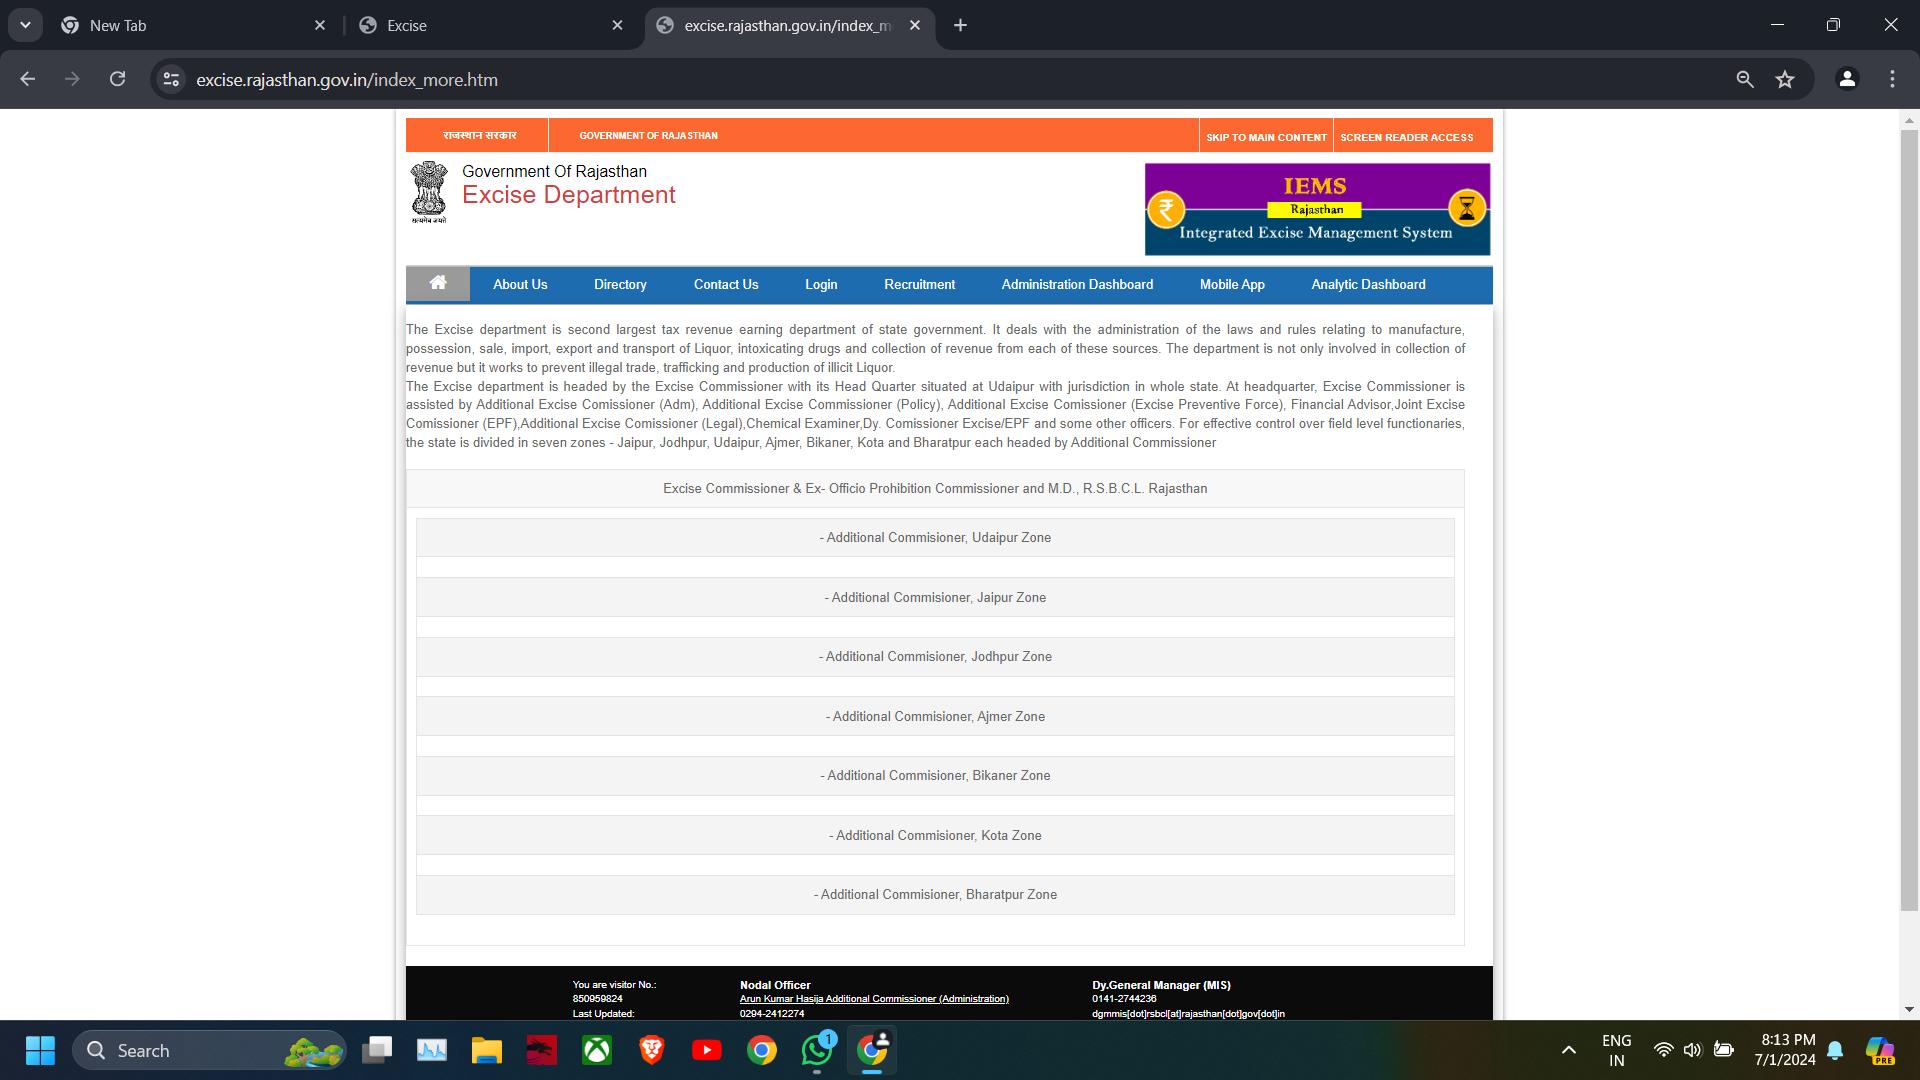 New Tab
Excise
excise.rajasthan.gov.in/index_m
excise.rajasthan.gov.in/index_more.htm
राजस्थान सरकार
GOVERNMENT OF RAJASTHAN
SKIP TO MAIN CONTENT
SCREEN READER ACCESS
सत्यमेव जयते
Government Of Rajasthan
Excise Department
IEMS
Rajasthan
Integrated Excise Management System
About Us
Directory
Contact Us
Login
Recruitment
Administration Dashboard
Mobile App
Analytic Dashboard
The Excise department is second largest tax revenue earning department of state government. It deals with the administration of the laws and rules relating to manufacture,
possession, sale, import, export and transport of Liquor, intoxicating drugs and collection of revenue from each of these sources. The department is not only involved in collection of
revenue but it works to prevent illegal trade, trafficking and production of illicit Liquor.
The Excise department is headed by the Excise Commissioner with its Head Quarter situated at Udaipur with jurisdiction in whole state. At headquarter, Excise Commissioner is
assisted by Additional Excise Comissioner (Adm), Additional Excise Commissioner (Policy), Additional Excise Comissioner (Excise Preventive Force), Financial Advisor,Joint Excise
Comissioner (EPF),Additional Excise Comissioner (Legal),Chemical Examiner,Dy. Comissioner Excise/EPF and some other officers. For effective control over field level functionaries,
the state is divided in seven zones - Jaipur, Jodhpur, Udaipur, Ajmer, Bikaner, Kota and Bharatpur each headed by Additional Commissioner
Excise Commissioner & Ex- Officio Prohibition Commissioner and M.D., R.S.B.C.L. Rajasthan
- Additional Commisioner, Udaipur Zone
- Additional Commisioner, Jaipur Zone
- Additional Commisioner, Jodhpur Zone
- Additional Commisioner, Ajmer Zone
- Additional Commisioner, Bikaner Zone
- Additional Commisioner, Kota Zone
- Additional Commisioner, Bharatpur Zone
You are visitor No.:
850959824
Last Updated:
Nodal Officer
Arun Kumar Hasija Additional Commissioner (Administration)
0294-2412274
Dy.General Manager (MIS)
0141-2744236
dgmmis[dot]rsbcl[at]rajasthan[dot]gov[dot]in
Search
1
ENG
IN
8:13 PM
7/1/2024
PRE